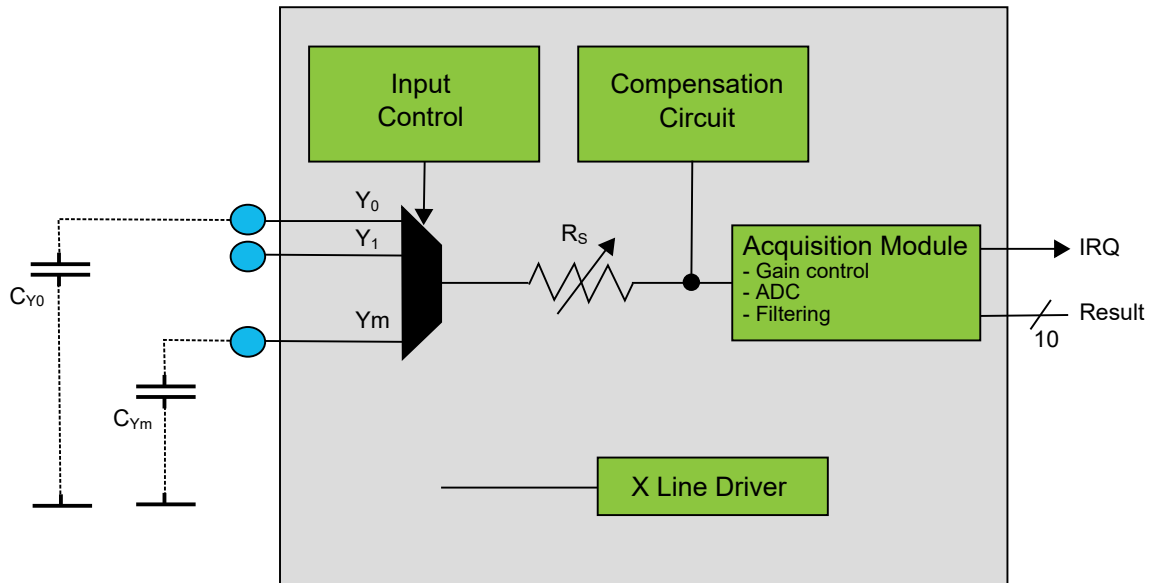 Input
Control
Compensation
Circuit
Y0
Y1
Ym
RS
CY0
CYm
Acquisition Module
- Gain control
- ADC
- Filtering
IRQ
Result
10
X Line Driver